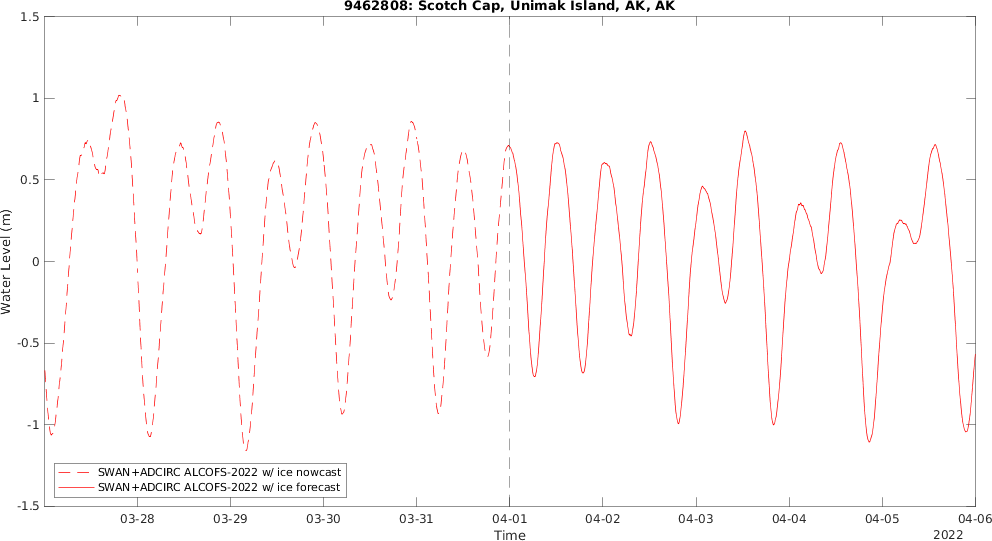 9462808: Scotch Cap, Unimak Island, AK, AK
1.5
1
0.5
0
-0.5
-1
-1.5
Water Level (m)
SWAN+ADCIRC ALCOFS-2022 w/ ice nowcast
SWAN+ADCIRC ALCOFS-2022 w/ ice forecast
03-28 03-29 03-30 03-31 04-01 04-02 04-03 04-04 04-05 04-06
Time
2022